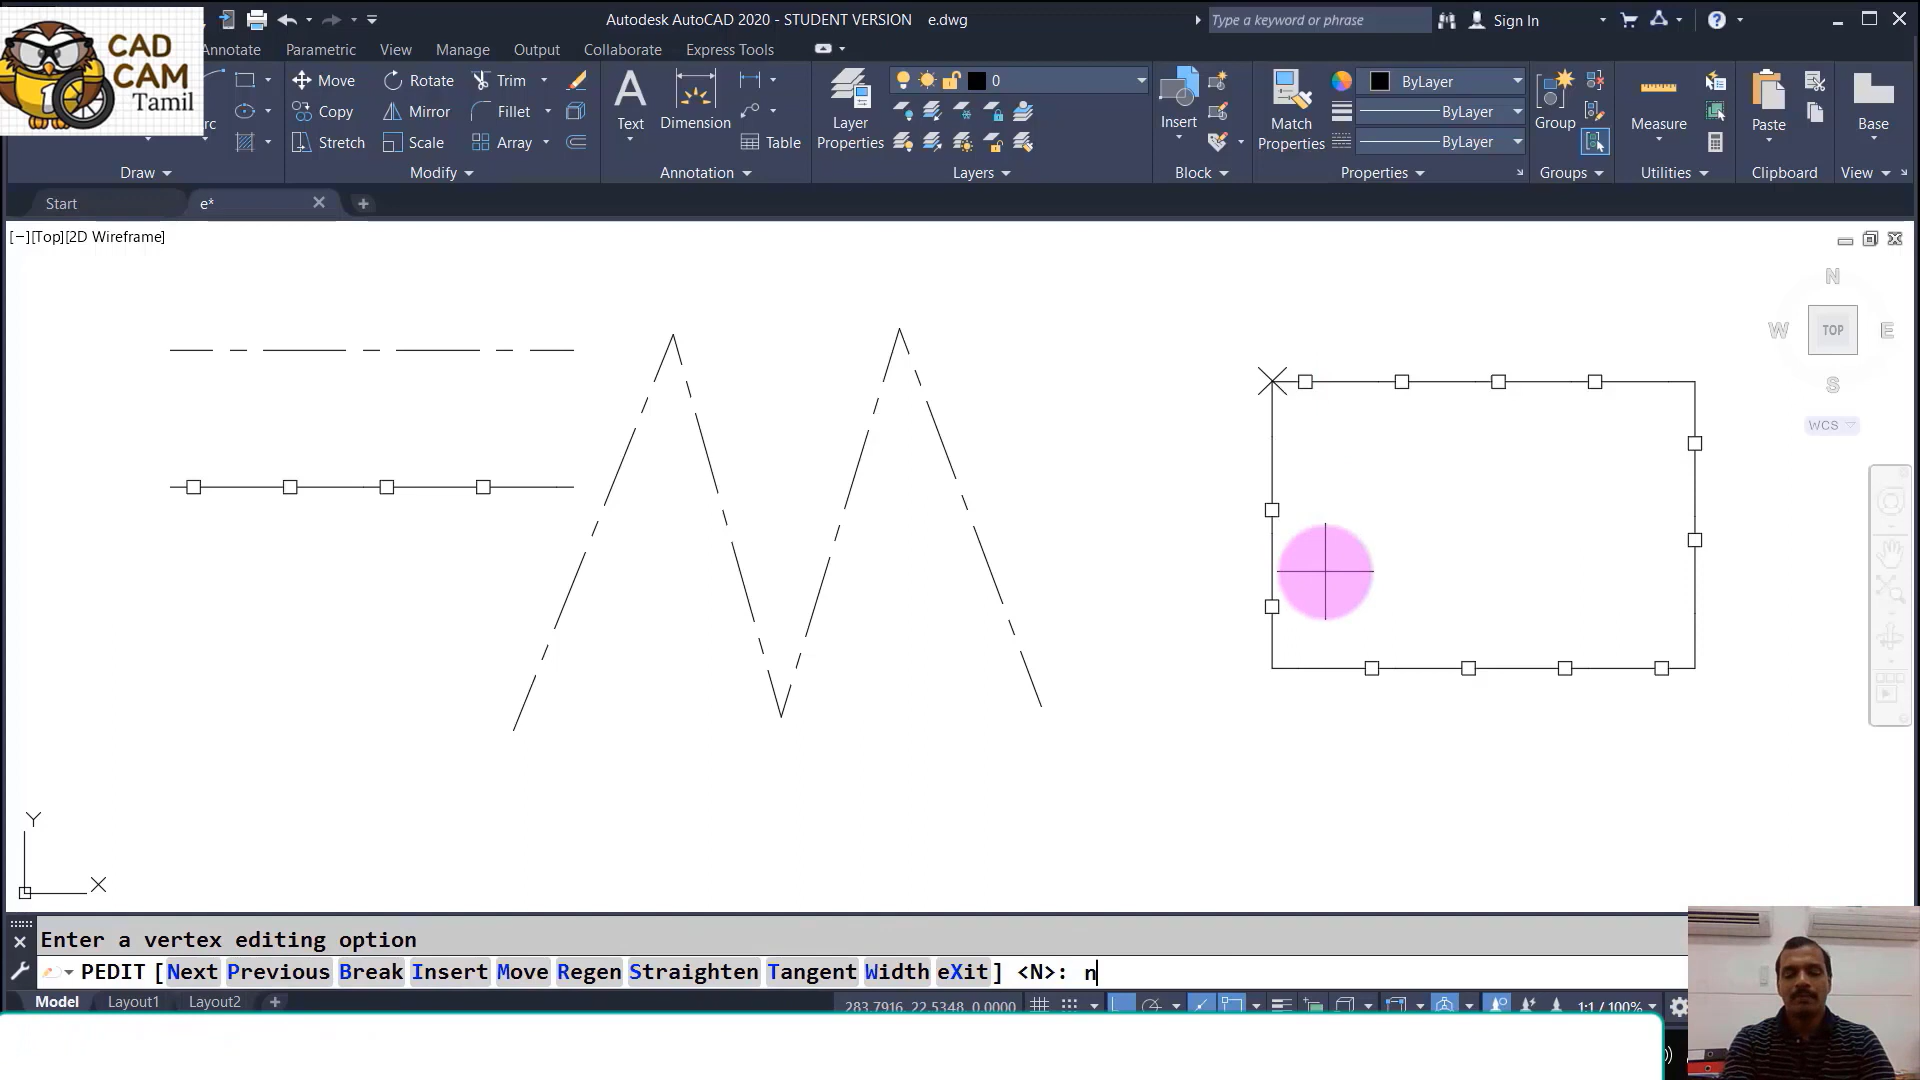 CAD
CAM
Tamil
Autodesk AutoCAD 2020 - STUDENT VERSION e.dwg
Type a keyword or phrase
Sign In
Annotate Parametric View Manage Output Collaborate Express Tools
Move Rotate Trim
Copy Mirror Fillet
Stretch Scale Array
Draw Modify
Text Dimension Table
Annotation
Layer
Properties
0
Layers
Insert
Block
Match
Properties
ByLayer
ByLayer
ByLayer
Properties
Group
Groups
Measure
Utilities
Paste
Clipboard
Base
View
Start e*
[−][Top][2D Wireframe]
N
W TOP E
S
WCS
Y
X
Enter a vertex editing option
PEDIT [Next Previous Break Insert Move Regen Straighten Tangent Width eXit] <N>: n
Model Layout1 Layout2
283.7916, 22.5348, 0.0000
1:1 / 100%